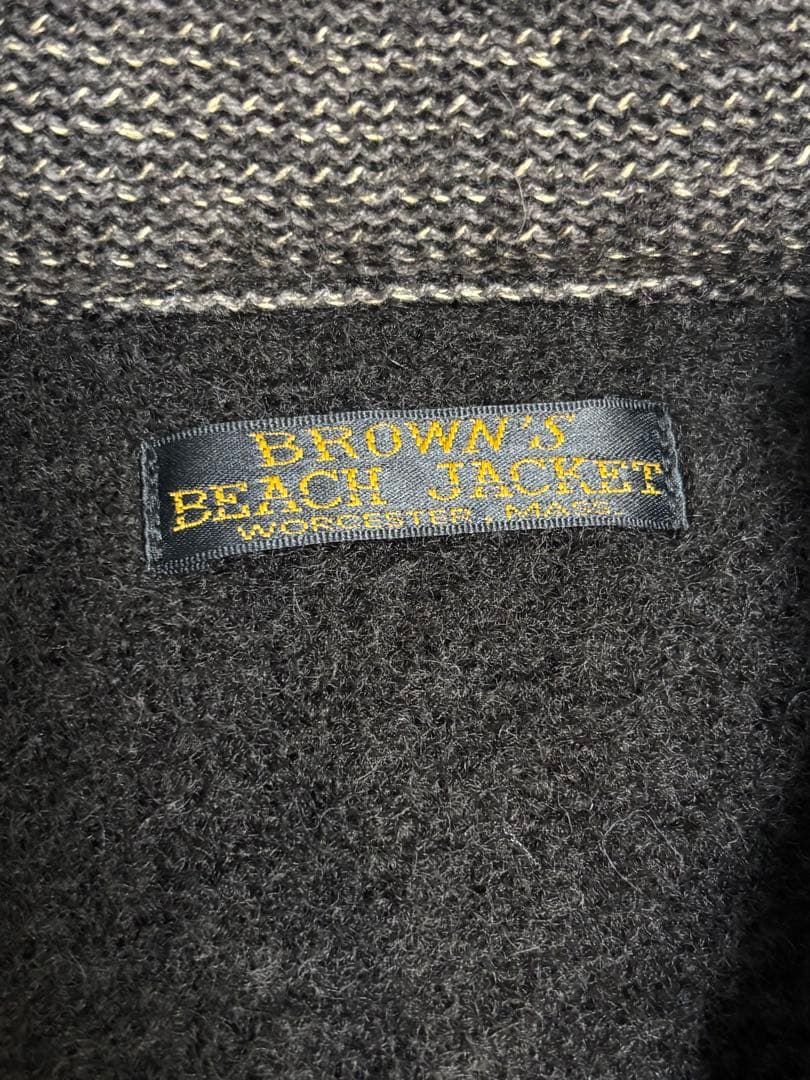 BROWN'S
BEACH JACKET
WORCESTER, MASS.